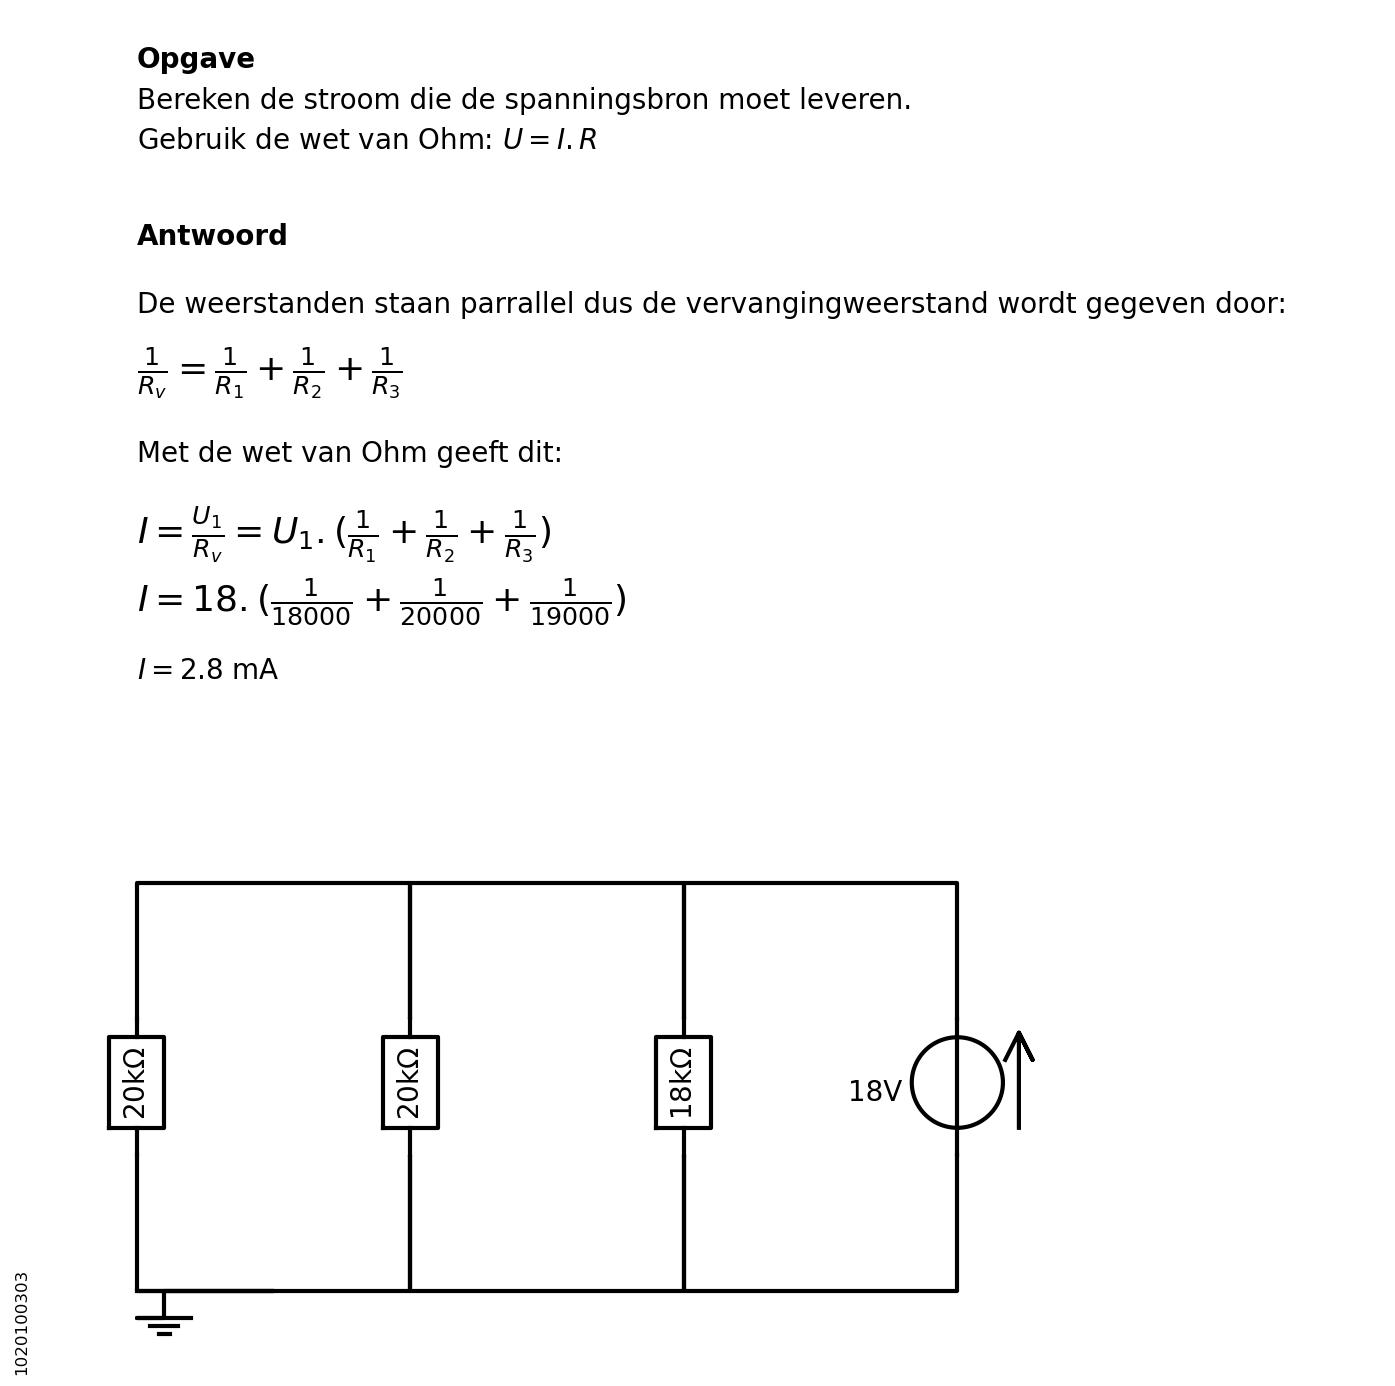 Opgave
Bereken de stroom die de spanningsbron moet leveren.
Gebruik de wet van Ohm: $U = I.R$
Antwoord
De weerstanden staan parrallel dus de vervangingweerstand wordt gegeven door:
$\frac{1}{R_v} = \frac{1}{R_1} + \frac{1}{R_2} + \frac{1}{R_3}$
Met de wet van Ohm geeft dit:
$I = \frac{U_1}{R_v} = U_1.(\frac{1}{R_1} + \frac{1}{R_2} + \frac{1}{R_3})$
$I = 18.(\frac{1}{18000} + \frac{1}{20000} + \frac{1}{19000})$
$I = 2.8$ mA
20kΩ
20kΩ
18kΩ
18V
1020100303